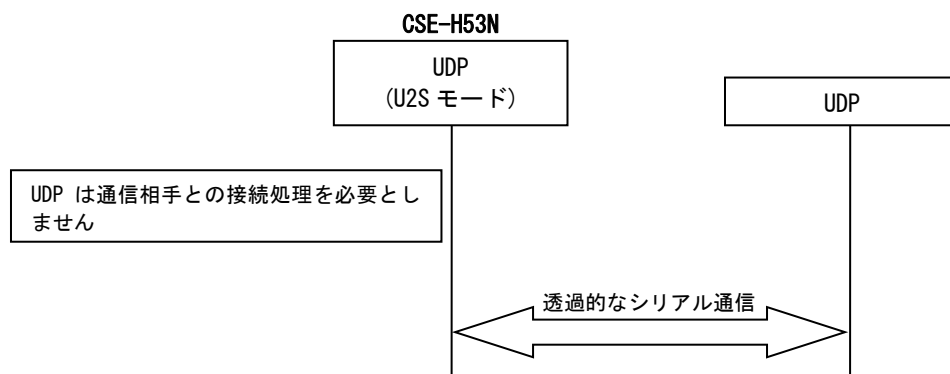 CSE-H53N
UDP
(U2S モード)
UDP
UDP は通信相手との接続処理を必要とし
ません
透過的なシリアル通信